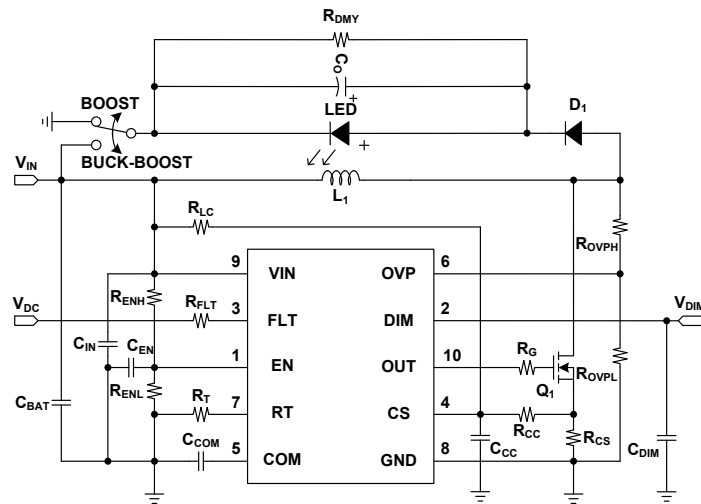 RDMY
CO
+
BOOST
LED
D1
+
BUCK-BOOST
VIN
L1
RLC
ROVPH
9 VIN OVP 6
RENH
VDC
RFLT
3 FLT DIM 2
VDIM
CIN
CEN
1 EN OUT 10
RG
Q1
ROVPL
RENL
CBAT
RT
7 RT CS 4
RCC
RCS
CCOM
CCC
CDIM
5 COM GND 8